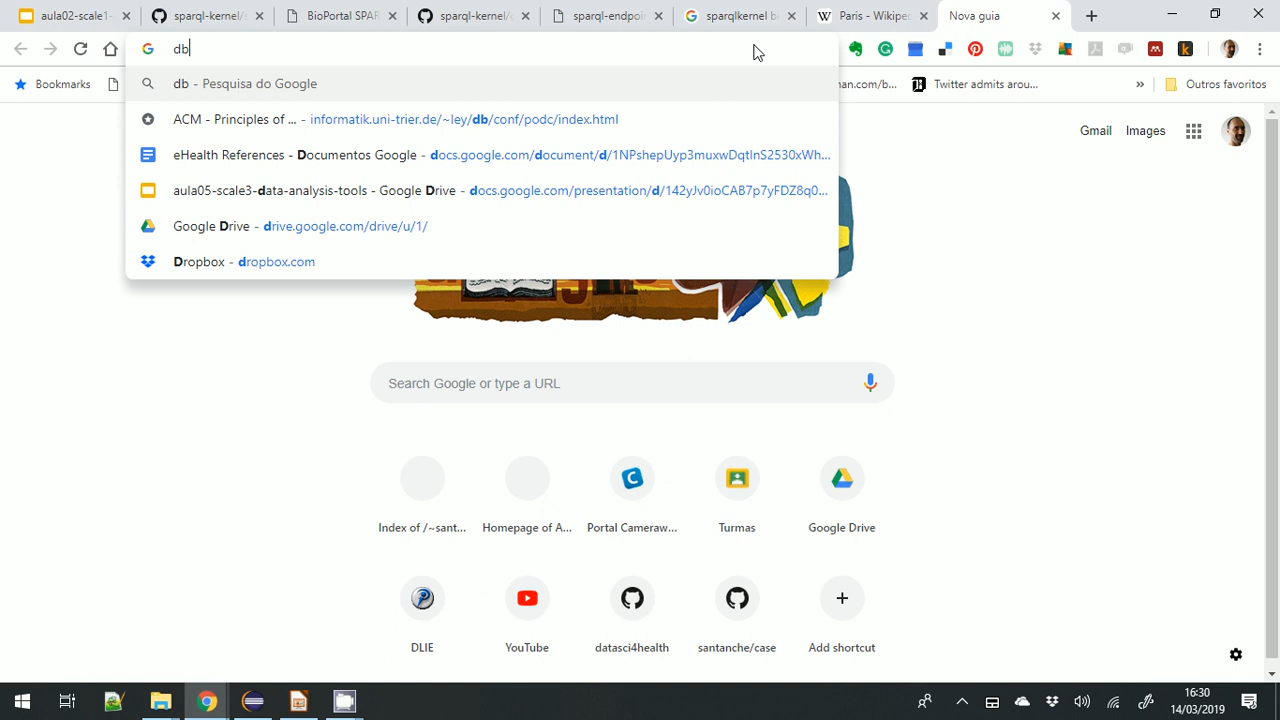 aula02-scale1-
sparql-kernel/
BioPortal SPAR
sparql-kernel/
sparql-endpoin
sparqlkernel b
W Paris - Wikipe
Nova guia
db
db - Pesquisa do Google
Bookmarks
man.com/b...
Twitter admits arou...
»
Outros favoritos
ACM - Principles of ... - informatik.uni-trier.de/~ley/db/conf/podc/index.html
eHealth References - Documentos Google - docs.google.com/document/d/1NPshepUyp3muxwDqtlnS2530xWh...
aula05-scale3-data-analysis-tools - Google Drive - docs.google.com/presentation/d/142yJv0ioCAB7p7yFDZ8q0...
Google Drive - drive.google.com/drive/u/1/
Dropbox - dropbox.com
Gmail Images
Search Google or type a URL
Index of /~sant...
Homepage of A...
Portal Cameraw...
Turmas
Google Drive
DLIE
YouTube
datasci4health
santanche/case
Add shortcut
16:30
14/03/2019